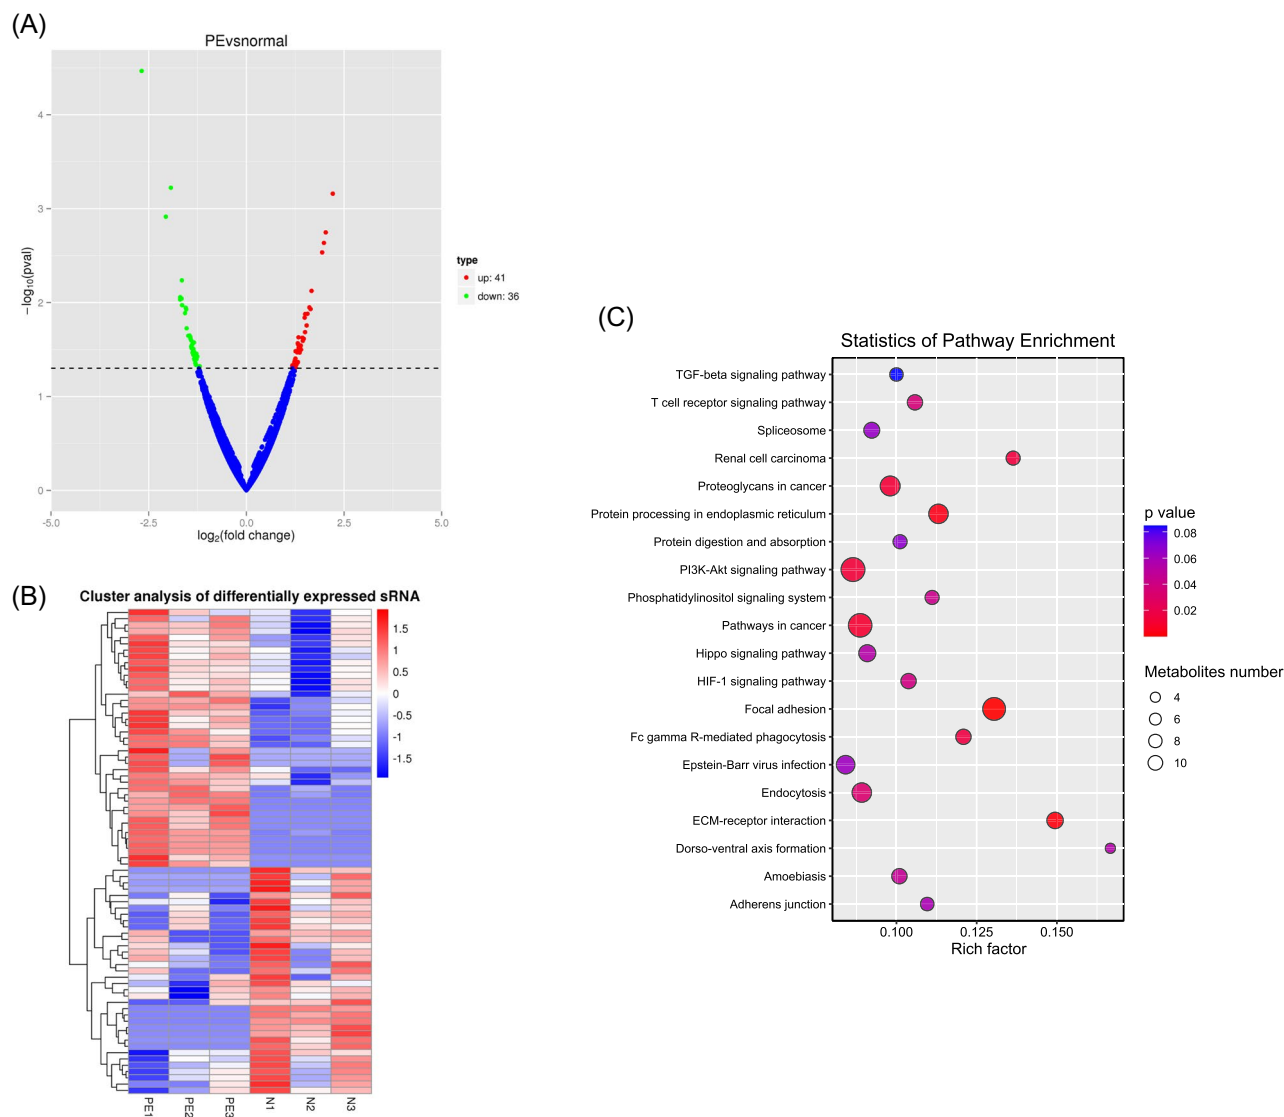 (A)
PEvsnormal
4
3
2
1
0
-5.0
-2.5
0.0
2.5
5.0
log2(fold change)
−log10(pval)
type
up: 41
down: 36
(B)
Cluster analysis of differentially expressed sRNA
1.5
1
0.5
0
-0.5
-1
-1.5
PE1
PE2
PE3
N1
N2
N3
(C)
Statistics of Pathway Enrichment
TGF-beta signaling pathway
T cell receptor signaling pathway
Spliceosome
Renal cell carcinoma
Proteoglycans in cancer
Protein processing in endoplasmic reticulum
Protein digestion and absorption
PI3K-Akt signaling pathway
Phosphatidylinositol signaling system
Pathways in cancer
Hippo signaling pathway
HIF-1 signaling pathway
Focal adhesion
Fc gamma R-mediated phagocytosis
Epstein-Barr virus infection
Endocytosis
ECM-receptor interaction
Dorso-ventral axis formation
Amoebiasis
Adherens junction
0.100
0.125
0.150
Rich factor
p value
0.08
0.06
0.04
0.02
Metabolites number
4
6
8
10